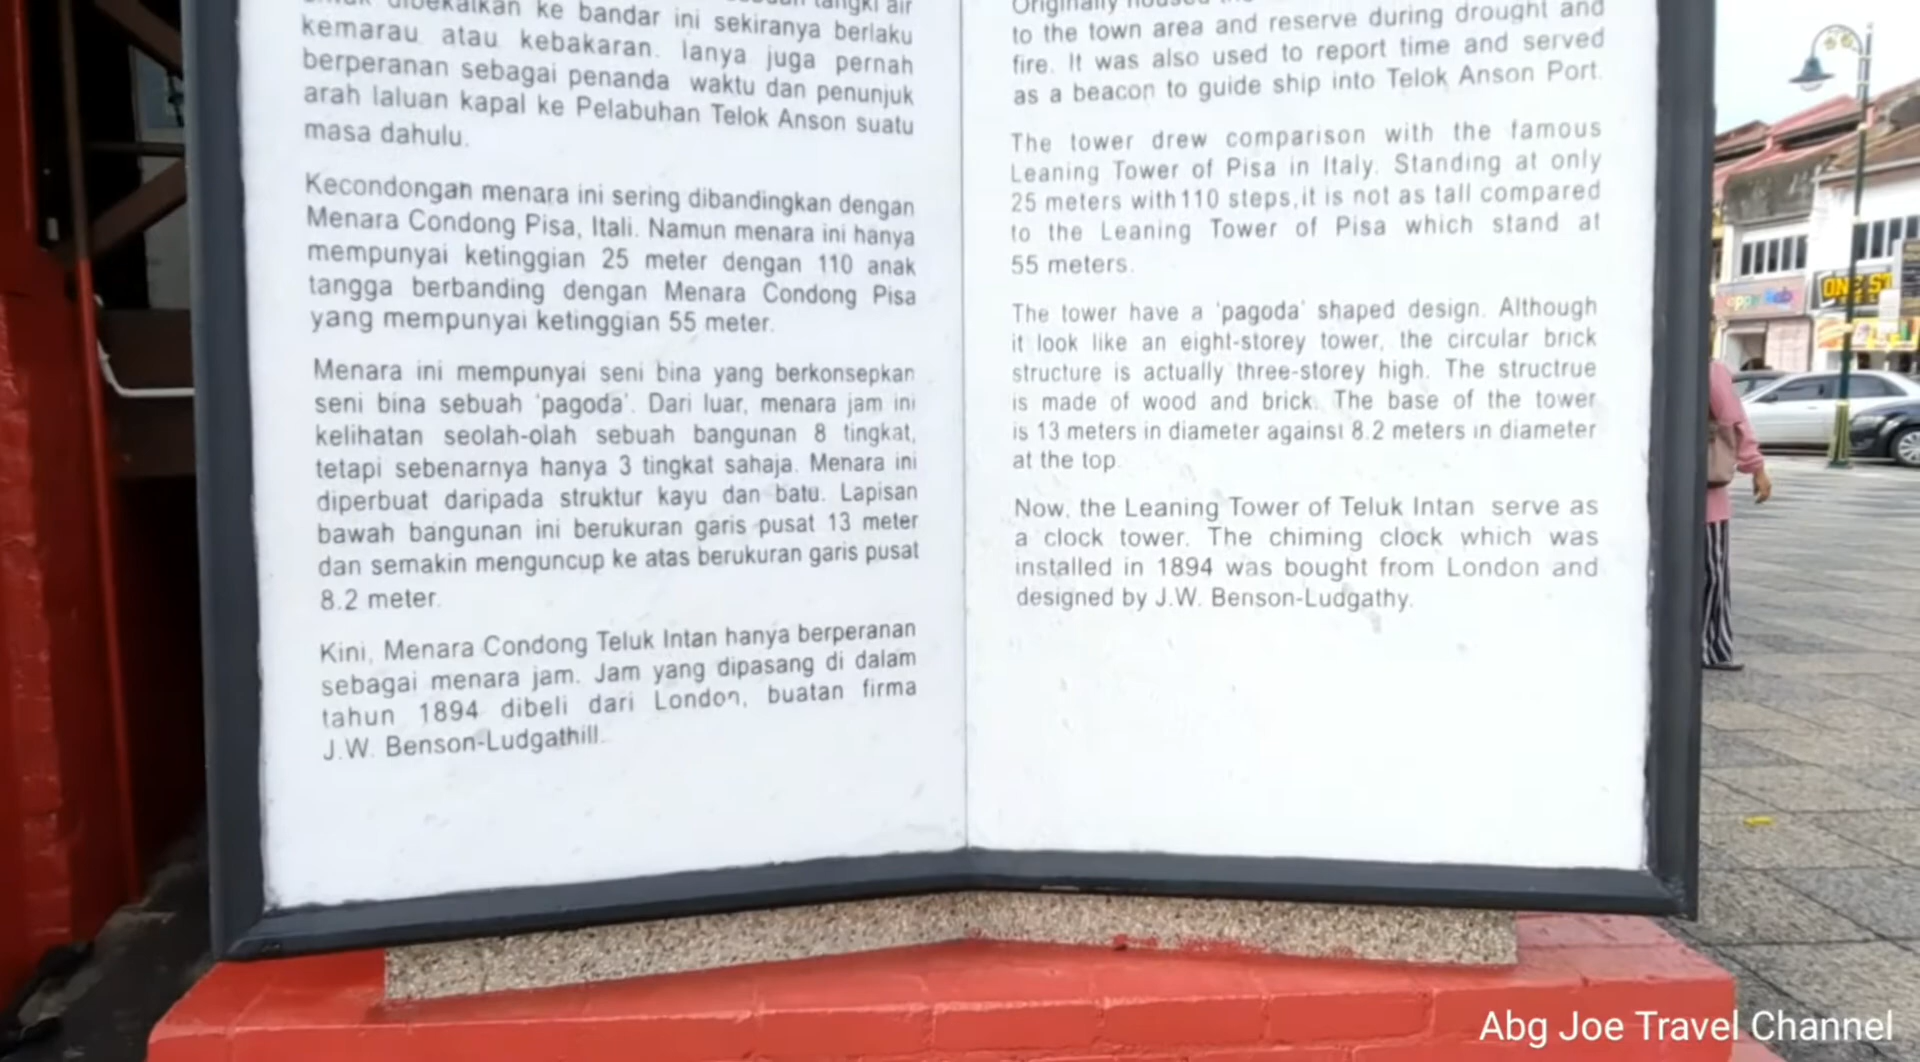 dibekalkan ke bandar ini sekiranya berlaku
kemarau atau kebakaran. Ianya juga pernah
berperanan sebagai penanda waktu dan penunjuk
arah laluan kapal ke Pelabuhan Telok Anson suatu
masa dahulu.
Kecondongan menara ini sering dibandingkan dengan
Menara Condong Pisa, Itali. Namun menara ini hanya
mempunyai ketinggian 25 meter dengan 110 anak
tangga berbanding dengan Menara Condong Pisa
yang mempunyai ketinggian 55 meter.
Menara ini mempunyai seni bina yang berkonsepkan
seni bina sebuah 'pagoda'. Dari luar, menara jam ini
kelihatan seolah-olah sebuah bangunan 8 tingkat,
tetapi sebenarnya hanya 3 tingkat sahaja. Menara ini
diperbuat daripada struktur kayu dan batu. Lapisan
bawah bangunan ini berukuran garis pusat 13 meter
dan semakin menguncup ke atas berukuran garis pusat
8.2 meter.
Kini, Menara Condong Teluk Intan hanya berperanan
sebagai menara jam. Jam yang dipasang di dalam
tahun 1894 dibeli dari London, buatan firma
J.W. Benson-Ludgathill.
Originally housed
to the town area and reserve during drought and
fire. It was also used to report time and served
as a beacon to guide ship into Telok Anson Port.
The tower drew comparison with the famous
Leaning Tower of Pisa in Italy. Standing at only
25 meters with 110 steps, it is not as tall compared
to the Leaning Tower of Pisa which stand at
55 meters.
The tower have a 'pagoda' shaped design. Although
it look like an eight-storey tower, the circular brick
structure is actually three-storey high. The structrue
is made of wood and brick. The base of the tower
is 13 meters in diameter against 8.2 meters in diameter
at the top.
Now, the Leaning Tower of Teluk Intan serve as
a clock tower. The chiming clock which was
installed in 1894 was bought from London and
designed by J.W. Benson-Ludgathy.
Abg Joe Travel Channel